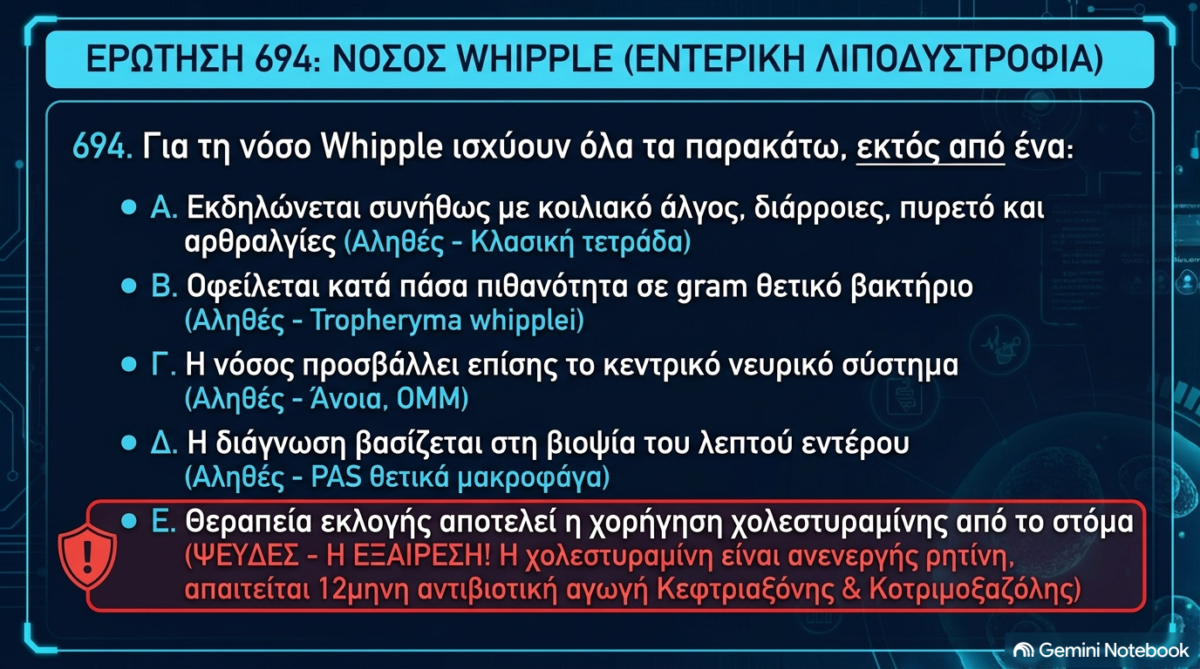 ΕΡΩΤΗΣΗ 694: ΝΟΣΟΣ WHIPPLE (ΕΝΤΕΡΙΚΗ ΛΙΠΟΔΥΣΤΡΟΦΙΑ)
694. Για τη νόσο Whipple ισχύουν όλα τα παρακάτω, εκτός από ένα:
• Α. Εκδηλώνεται συνήθως με κοιλιακό άλγος, διάρροιες, πυρετό και
αρθραλγίες (Αληθές - Κλασική τετράδα)
• Β. Οφείλεται κατά πάσα πιθανότητα σε gram θετικό βακτήριο
(Αληθές - Tropheryma whipplei)
• Γ. Η νόσος προσβάλλει επίσης το κεντρικό νευρικό σύστημα
(Αληθές - Άνοια, ΟΜΜ)
• Δ. Η διάγνωση βασίζεται στη βιοψία του λεπτού εντέρου
(Αληθές - PAS θετικά μακροφάγα)
• Ε. Θεραπεία εκλογής αποτελεί η χορήγηση χολεστυραμίνης από το στόμα
(ΨΕΥΔΕΣ - Η ΕΞΑΙΡΕΣΗ! Η χολεστυραμίνη είναι ανενεργής ρητίνη,
απαιτείται 12μηνη αντιβιοτική αγωγή Κεφτριαξόνης & Κοτριμοξαζόλης)
Gemini Notebook